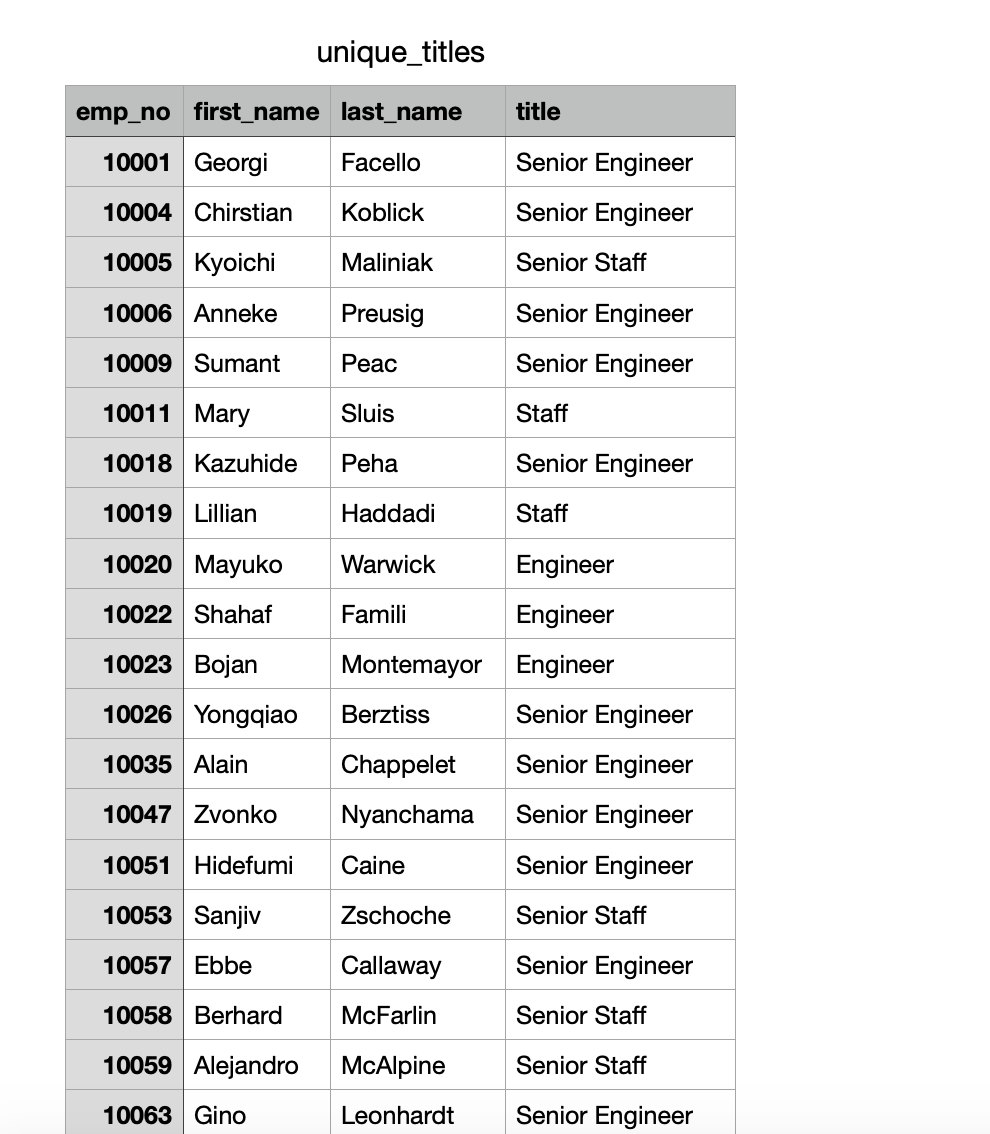 unique_titles
emp_no first_name last_name title
10001 Georgi Facello Senior Engineer
10004 Chirstian Koblick Senior Engineer
10005 Kyoichi Maliniak Senior Staff
10006 Anneke Preusig Senior Engineer
10009 Sumant Peac Senior Engineer
10011 Mary Sluis Staff
10018 Kazuhide Peha Senior Engineer
10019 Lillian Haddadi Staff
10020 Mayuko Warwick Engineer
10022 Shahaf Famili Engineer
10023 Bojan Montemayor Engineer
10026 Yongqiao Berztiss Senior Engineer
10035 Alain Chappelet Senior Engineer
10047 Zvonko Nyanchama Senior Engineer
10051 Hidefumi Caine Senior Engineer
10053 Sanjiv Zschoche Senior Staff
10057 Ebbe Callaway Senior Engineer
10058 Berhard McFarlin Senior Staff
10059 Alejandro McAlpine Senior Staff
10063 Gino Leonhardt Senior Engineer